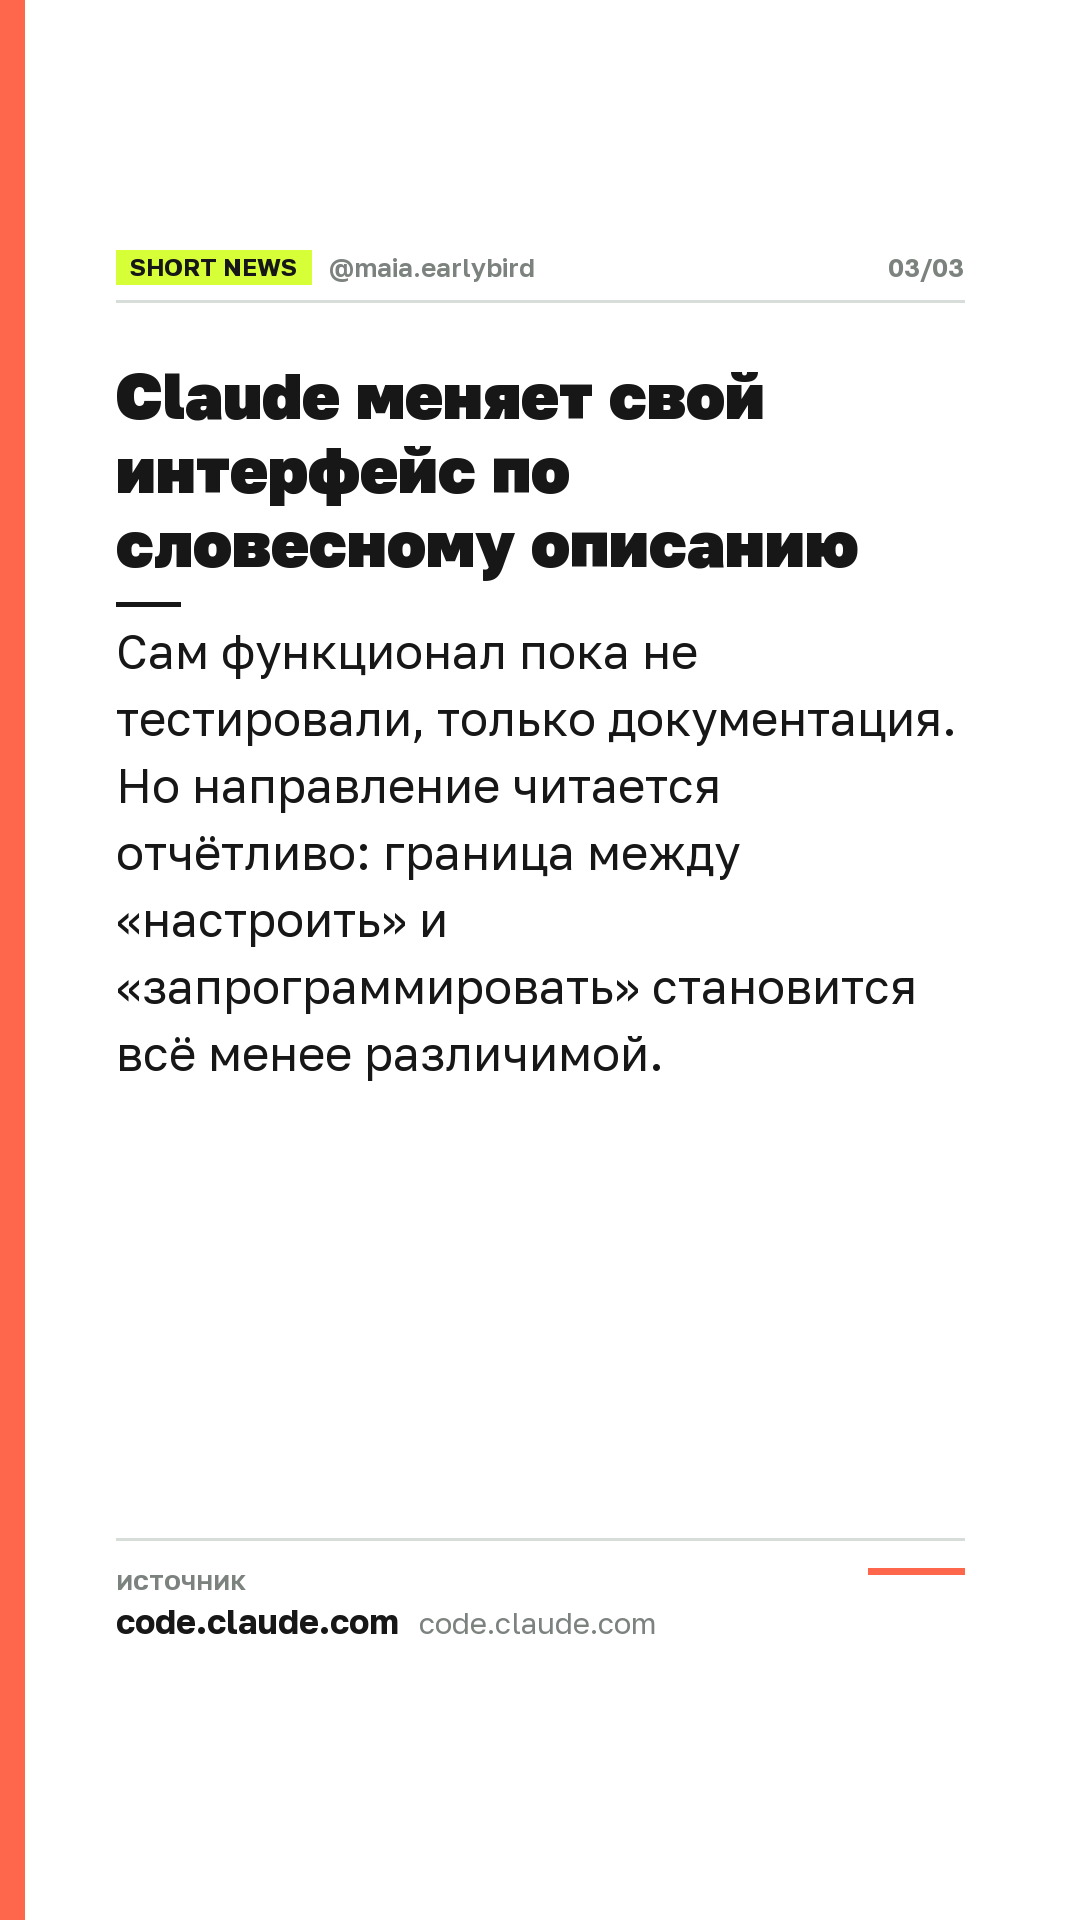 SHORT NEWS @maia.earlybird 03/03
Claude меняет свой
интерфейс по
словесному описанию
Сам функционал пока не
тестировали, только документация.
Но направление читается
отчётливо: граница между
«настроить» и
«запрограммировать» становится
всё менее различимой.
источник
code.claude.com code.claude.com